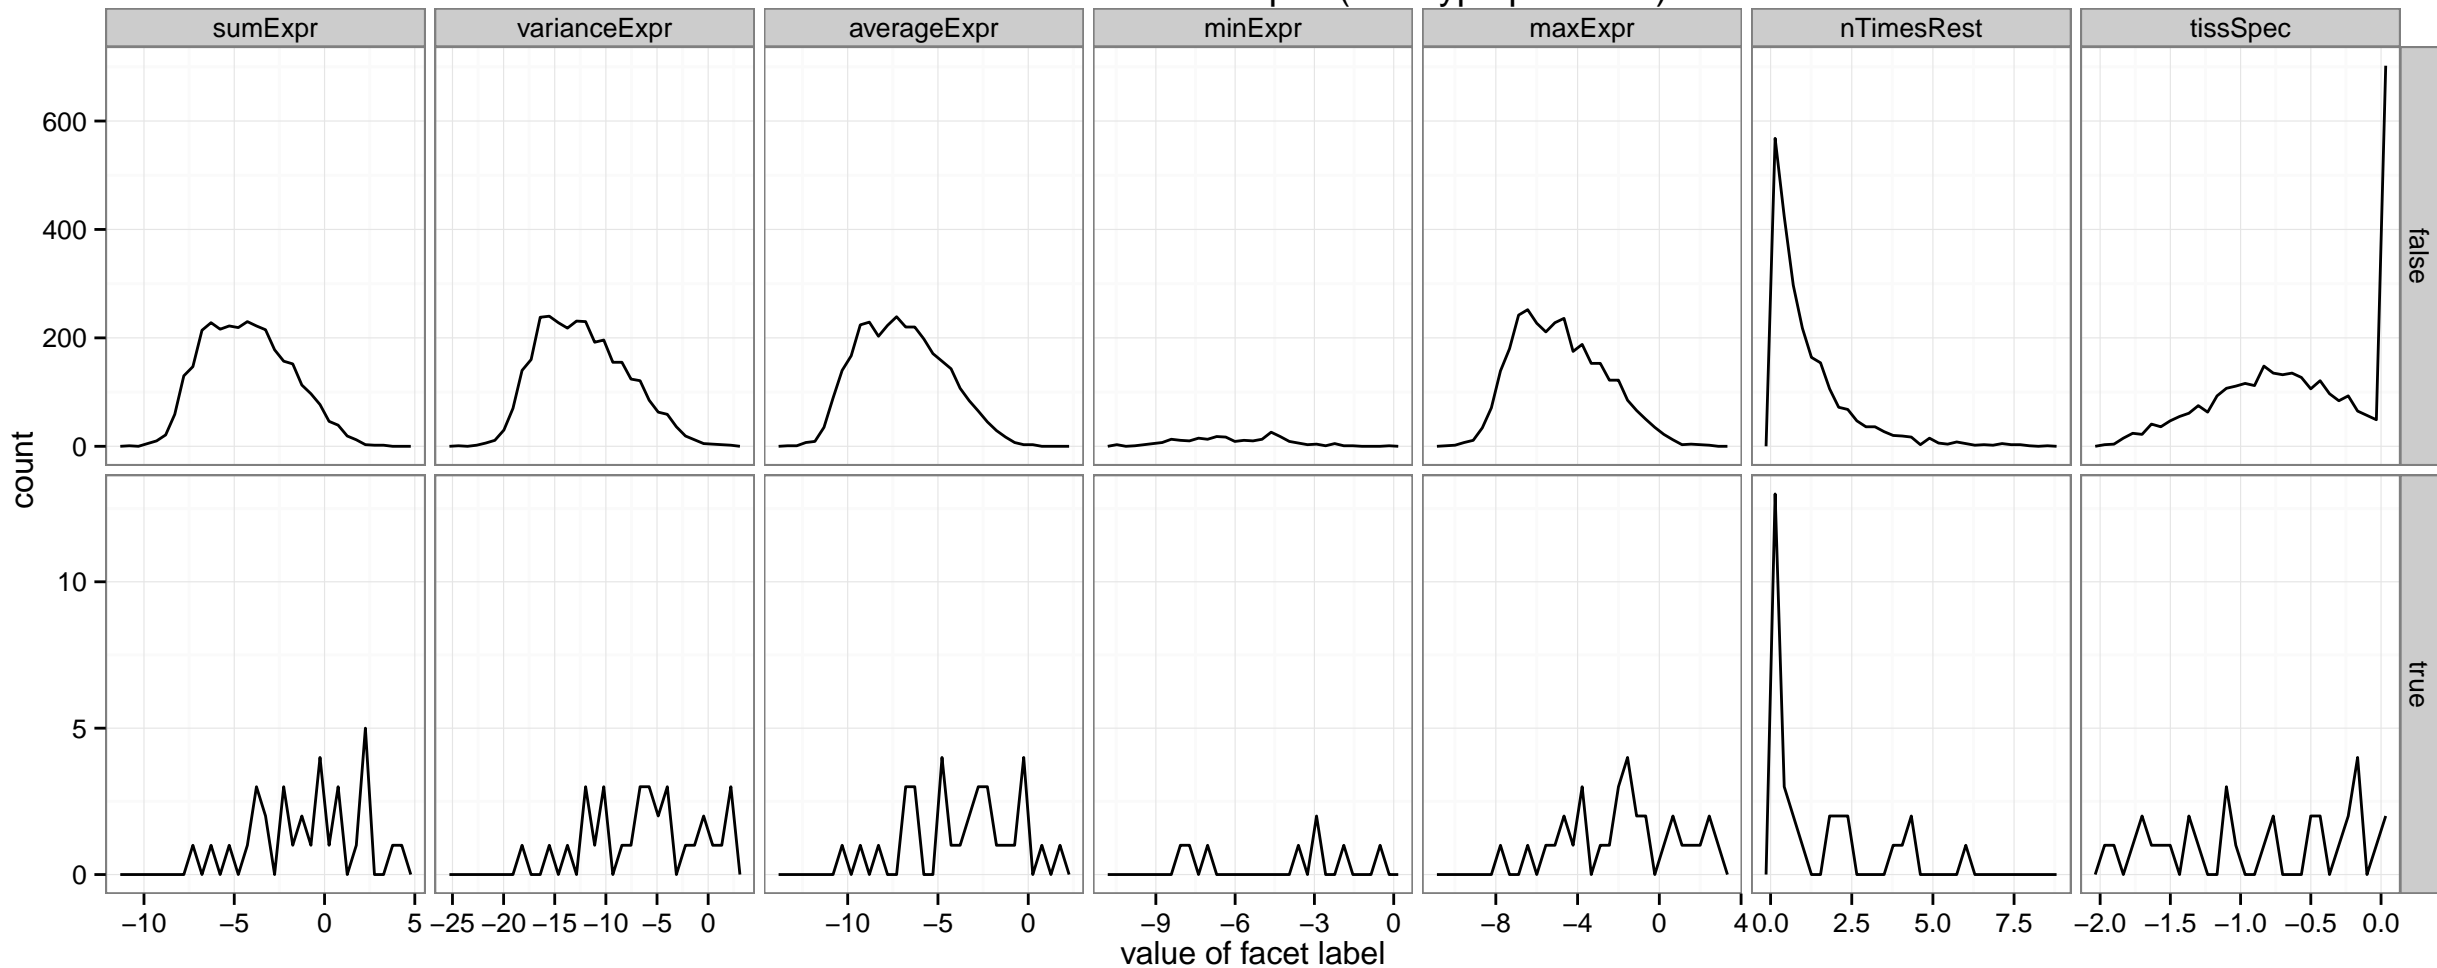 sumExpr varianceExpr averageExpr minExpr maxExpr nTimesRest tissSpec
600
400
200
0
false
10
5
0
true
count
−10 −5 0 5 −25 −20 −15 −10 −5 0 −10 −5 0 −9 −6 −3 0 −8 −4 0 4 0.0 2.5 5.0 7.5 −2.0 −1.5 −1.0 −0.5 0.0
value of facet label